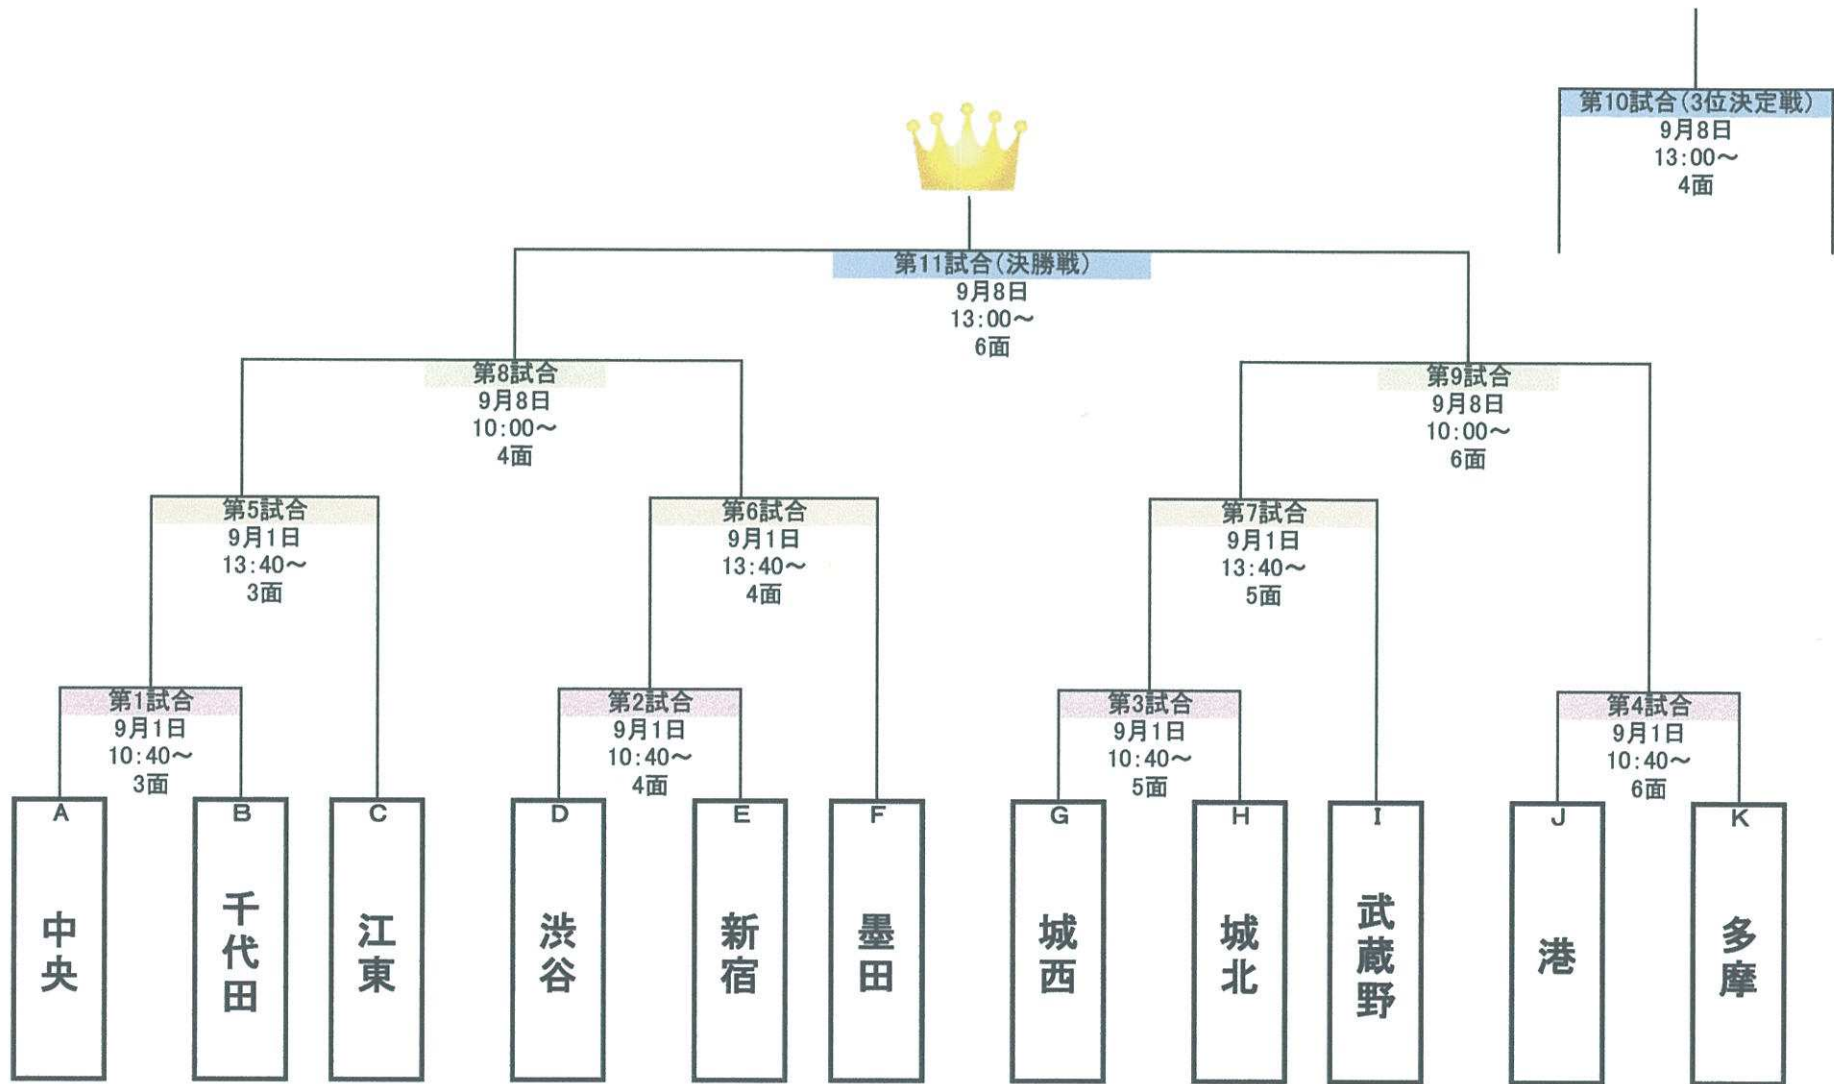 第10試合(3位決定戦)
9月8日
13:00～
4面
第11試合(決勝戦)
9月8日
13:00～
6面
第8試合
9月8日
10:00～
4面
第9試合
9月8日
10:00～
6面
第5試合
9月1日
13:40～
3面
第6試合
9月1日
13:40～
4面
第7試合
9月1日
13:40～
5面
第1試合
9月1日
10:40～
3面
第2試合
9月1日
10:40～
4面
第3試合
9月1日
10:40～
5面
第4試合
9月1日
10:40～
6面
A
中央
B
千代田
C
江東
D
渋谷
E
新宿
F
墨田
G
城西
H
城北
I
武蔵野
J
港
K
多摩